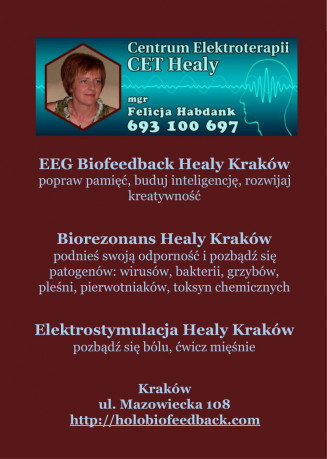 Centrum Elektroterapii
CET Healy
mgr
Felicja Habdank
693 100 697
EEG Biofeedback Healy Kraków
popraw pamięć, buduj inteligencję, rozwijaj
kreatywność
Biorezonans Healy Kraków
podnieś swoją odporność i pozbądź się
patogenów: wirusów, bakterii, grzybów,
pleśni, pierwotniaków, toksyn chemicznych
Elektrostymulacja Healy Kraków
pozbądź się bólu, ćwicz mięśnie
Kraków
ul. Mazowiecka 108
http://holobiofeedback.com